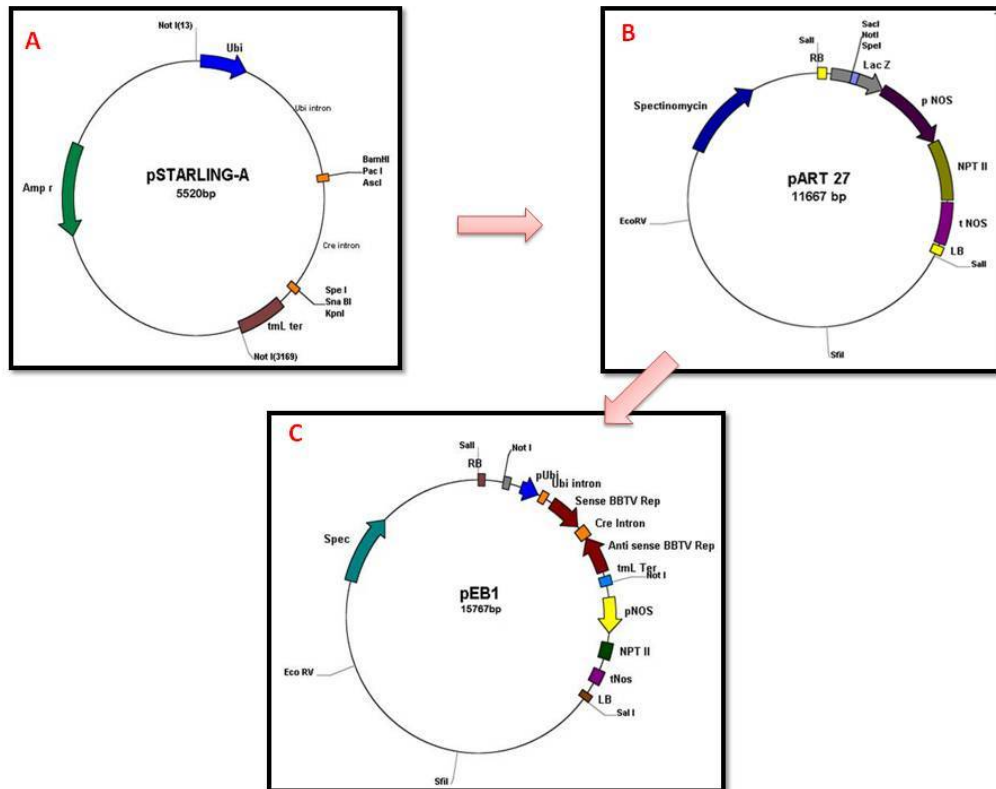 A
Not I(13)
Ubi
Ubi intron
BamHI
Pac I
AscI
pSTARLING-A
5520bp
Amp r
Cre intron
Spe I
Sna BI
KpnI
tmL ter
Not I(3169)
B
SacI
NotI
SpeI
SalI
RB
Lac Z
p NOS
Spectinomycin
NPT II
pART 27
11667 bp
t NOS
EcoRV
LB
SalI
SfiI
C
SalI
Not I
RB
pUbi
Ubi intron
Sense BBTV Rep
Cre Intron
Spec
Anti sense BBTV Rep
tmL Ter
Not I
pEB1
15767bp
pNOS
NPT II
Eco RV
tNos
LB
Sal I
SfiI